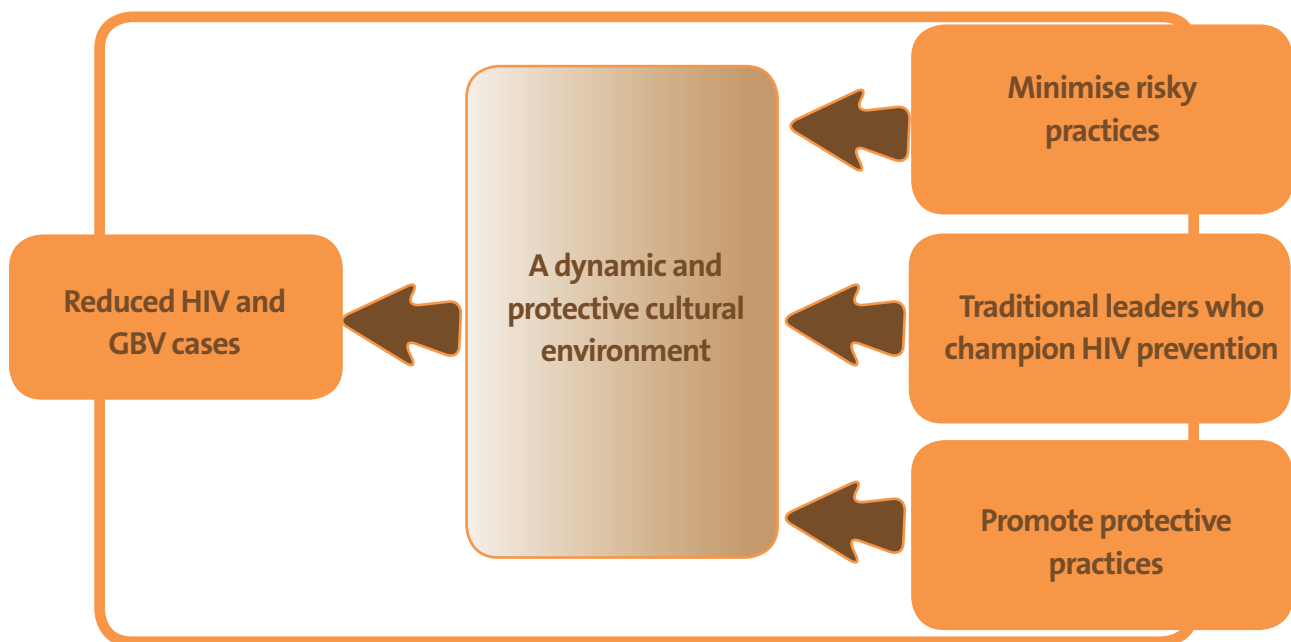 Minimise risky
practices
A dynamic and
protective cultural
environment
Reduced HIV and
GBV cases
Traditional leaders who
champion HIV prevention
Promote protective
practices